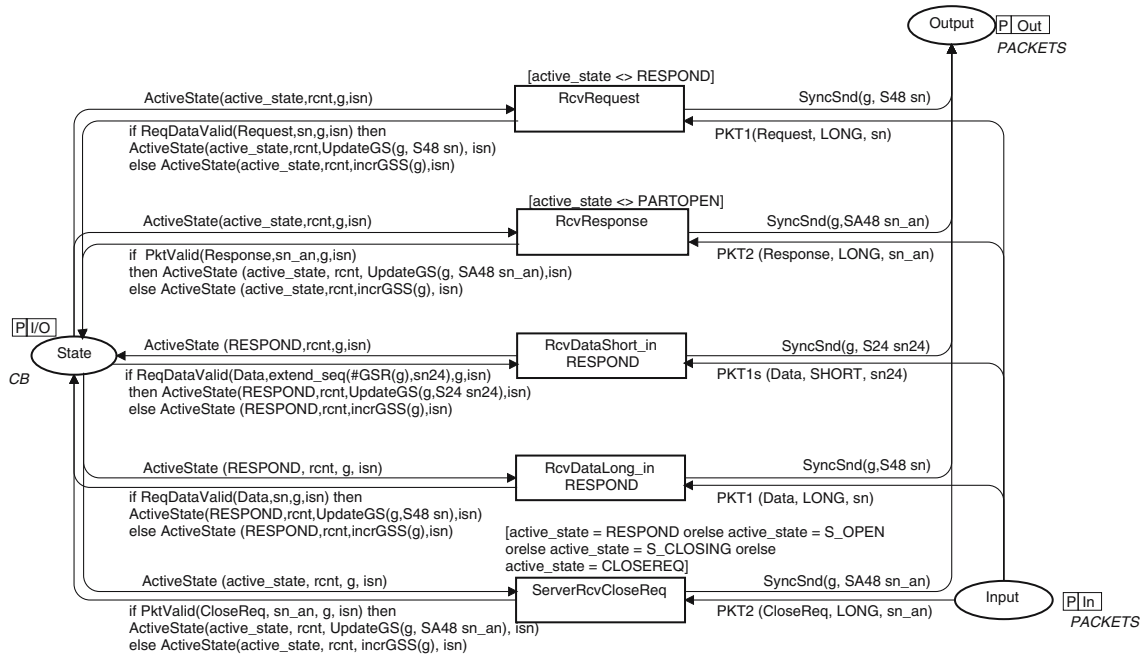 Output
P Out
PACKETS
[active_state <> RESPOND]
ActiveState(active_state,rcnt,g,isn)
RcvRequest
SyncSnd(g, S48 sn)
if ReqDataValid(Request,sn,g,isn) then
ActiveState(active_state,rcnt,UpdateGS(g, S48 sn), isn)
else ActiveState(active_state,rcnt,incrGSS(g),isn)
PKT1(Request, LONG, sn)
[active_state <> PARTOPEN]
ActiveState(active_state,rcnt,g,isn)
RcvResponse
SyncSnd(g,SA48 sn_an)
if PktValid(Response,sn_an,g,isn)
then ActiveState (active_state, rcnt, UpdateGS(g, SA48 sn_an),isn)
else ActiveState (active_state,rcnt,incrGSS(g), isn)
PKT2 (Response, LONG, sn_an)
P I/O
State
CB
ActiveState (RESPOND,rcnt,g,isn)
RcvDataShort_in
RESPOND
SyncSnd(g, S24 sn24)
if ReqDataValid(Data,extend_seq(#GSR(g),sn24),g,isn)
then ActiveState(RESPOND,rcnt,UpdateGS(g,S24 sn24),isn)
else ActiveState (RESPOND,rcnt,incrGSS(g),isn)
PKT1s (Data, SHORT, sn24)
ActiveState (RESPOND, rcnt, g, isn)
RcvDataLong_in
RESPOND
SyncSnd(g,S48 sn)
if ReqDataValid(Data,sn,g,isn) then
ActiveState(RESPOND,rcnt,UpdateGS(g,S48 sn),isn)
else ActiveState (RESPOND,rcnt,incrGSS(g),isn)
PKT1 (Data, LONG, sn)
[active_state = RESPOND orelse active_state = S_OPEN
orelse active_state = S_CLOSING orelse
active_state = CLOSEREQ]
ActiveState (active_state, rcnt, g, isn)
ServerRcvCloseReq
SyncSnd(g, SA48 sn_an)
if PktValid(CloseReq, sn_an, g, isn) then
ActiveState(active_state, rcnt, UpdateGS(g, SA48 sn_an), isn)
else ActiveState(active_state, rcnt, incrGSS(g), isn)
PKT2 (CloseReq, LONG, sn_an)
Input
P In
PACKETS